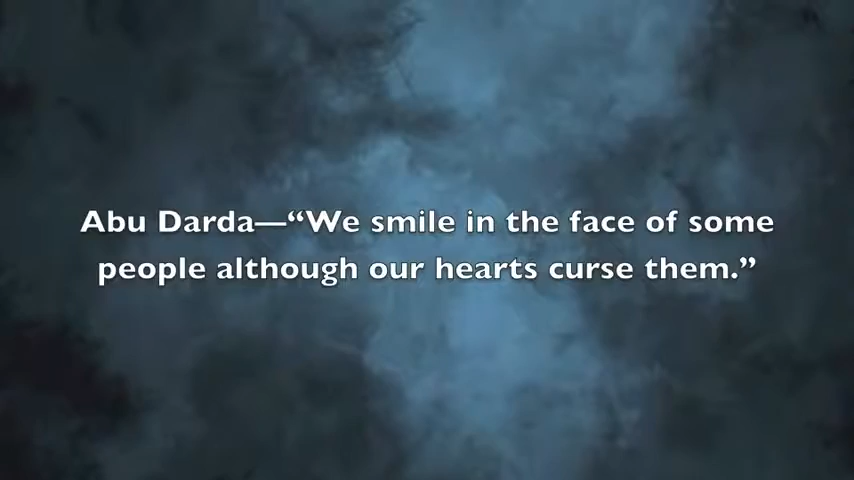 Abu Darda—“We smile in the face of some
people although our hearts curse them.”